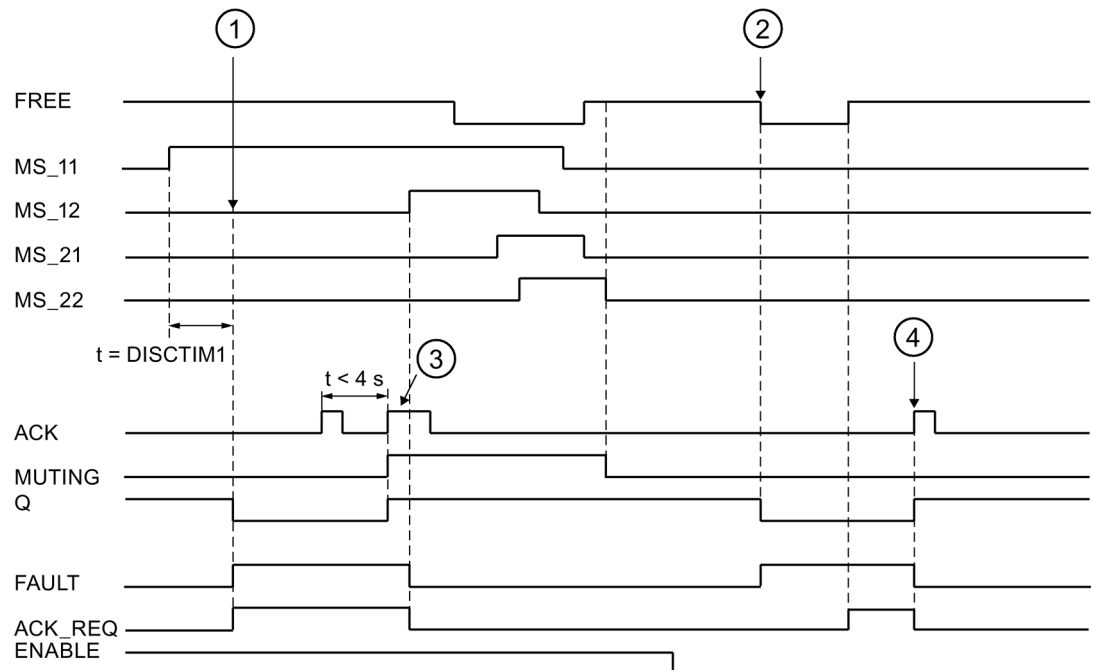 1
2
FREE
MS_11
MS_12
MS_21
MS_22
t = DISCTIM1
3
4
t < 4 s
ACK
MUTING
Q
FAULT
ACK_REQ
ENABLE